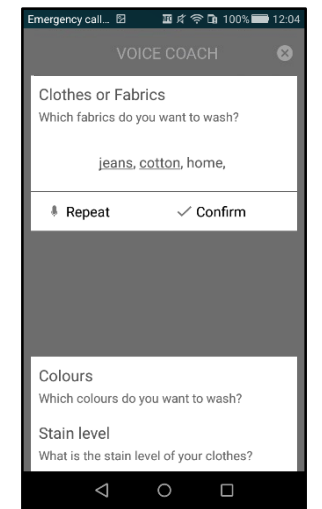 Emergency call... 100% 12:04
VOICE COACH
Clothes or Fabrics
Which fabrics do you want to wash?
jeans, cotton, home,
Repeat Confirm
Colours
Which colours do you want to wash?
Stain level
What is the stain level of your clothes?